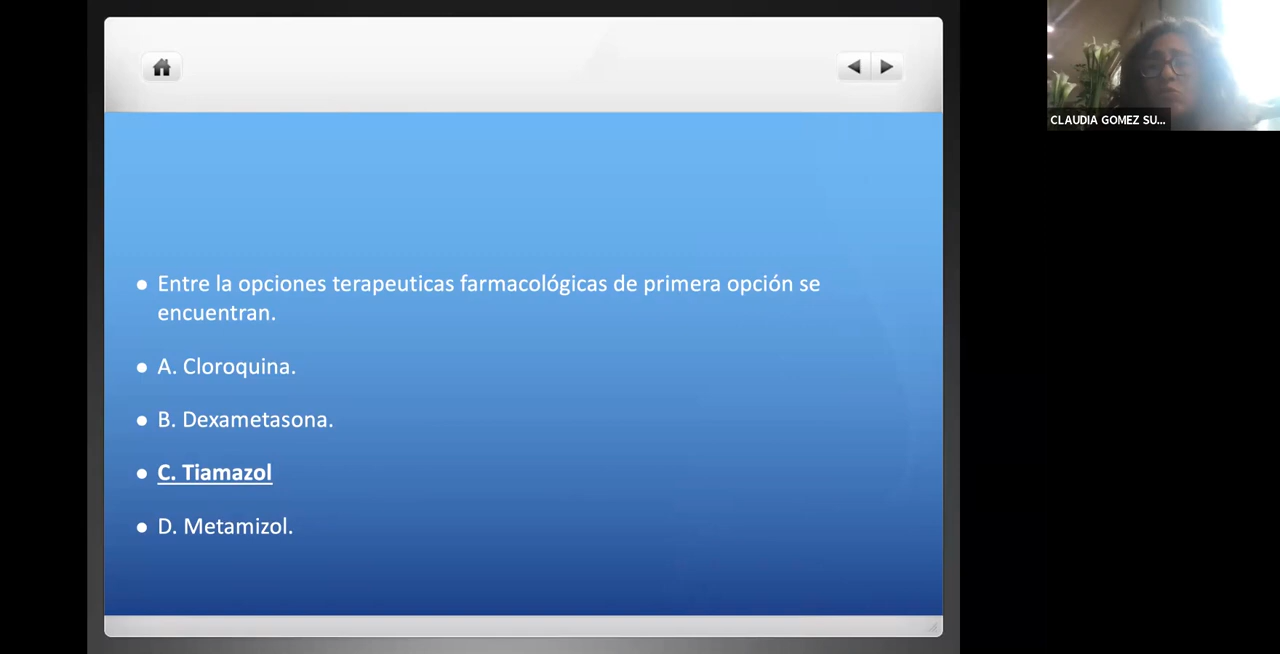 Entre la opciones terapeuticas farmacológicas de primera opción se
encuentran.
A. Cloroquina.
B. Dexametasona.
C. Tiamazol
D. Metamizol.
CLAUDIA GOMEZ SU...